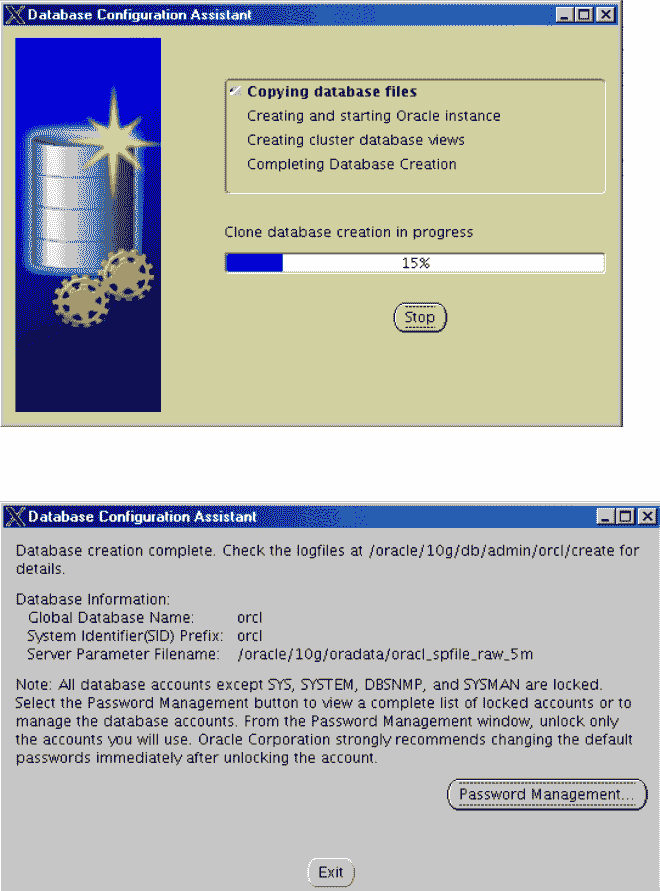 Database Configuration Assistant
Copying database files
Creating and starting Oracle instance
Creating cluster database views
Completing Database Creation
Clone database creation in progress
15%
Stop
Database Configuration Assistant
Database creation complete. Check the logfiles at /oracle/10g/db/admin/orcl/create for
details.
Database Information:
Global Database Name: orcl
System Identifier(SID) Prefix: orcl
Server Parameter Filename: /oracle/10g/oradata/oracl_spfile_raw_5m
Note: All database accounts except SYS, SYSTEM, DBSNMP, and SYSMAN are locked.
Select the Password Management button to view a complete list of locked accounts or to
manage the database accounts. From the Password Management window, unlock only
the accounts you will use. Oracle Corporation strongly recommends changing the default
passwords immediately after unlocking the account.
Password Management...
Exit